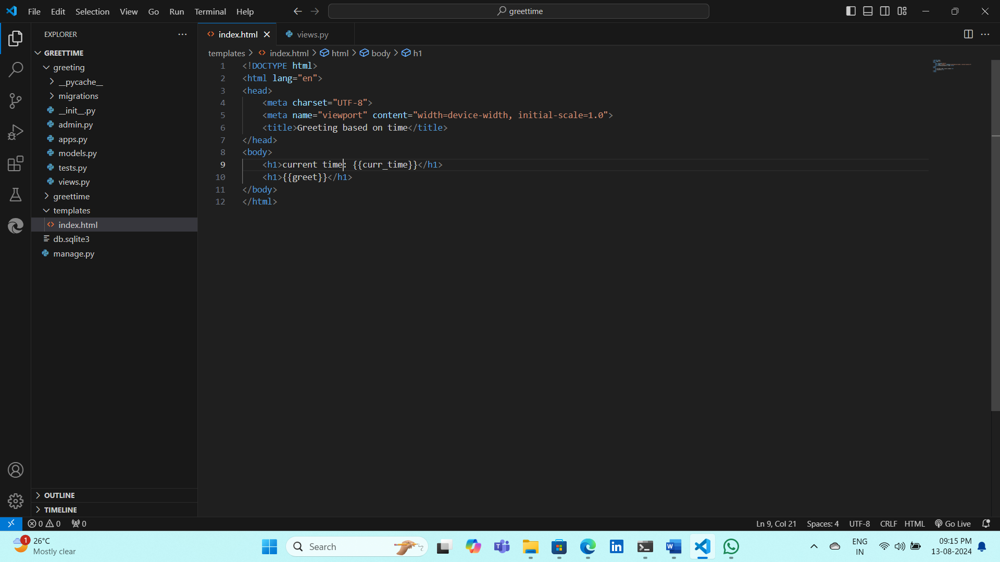 File Edit Selection View Go Run Terminal Help
greettime
EXPLORER
index.html
views.py
GREETTIME
templates > index.html > html > body > h1
greeting
__pycache__
migrations
__init__.py
admin.py
apps.py
models.py
tests.py
views.py
greettime
templates
index.html
db.sqlite3
manage.py
1 <!DOCTYPE html>
2 <html lang="en">
3 <head>
4 <meta charset="UTF-8">
5 <meta name="viewport" content="width=device-width, initial-scale=1.0">
6 <title>Greeting based on time</title>
7 </head>
8 <body>
9 <h1>current time: {{curr_time}}</h1>
10 <h1>{{greet}}</h1>
11 </body>
12 </html>
OUTLINE
TIMELINE
0 0 0
Ln 9, Col 21 Spaces: 4 UTF-8 CRLF HTML Go Live
1
26°C
Mostly clear
Search
ENG
IN
09:15 PM
13-08-2024